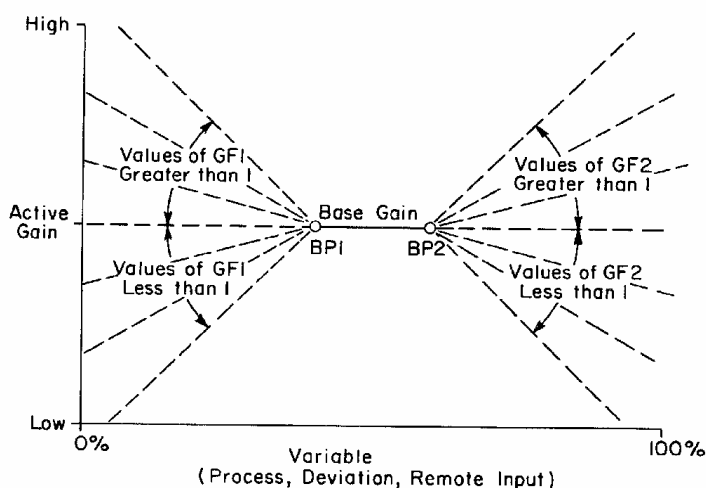 High
Values of GF1
Greater than 1
Values of GF2
Greater than 1
Active
Gain
Base Gain
BP1
BP2
Values of GF1
Less than 1
Values of GF2
Less than 1
Low
0%
100%
Variable
(Process, Deviation, Remote Input)